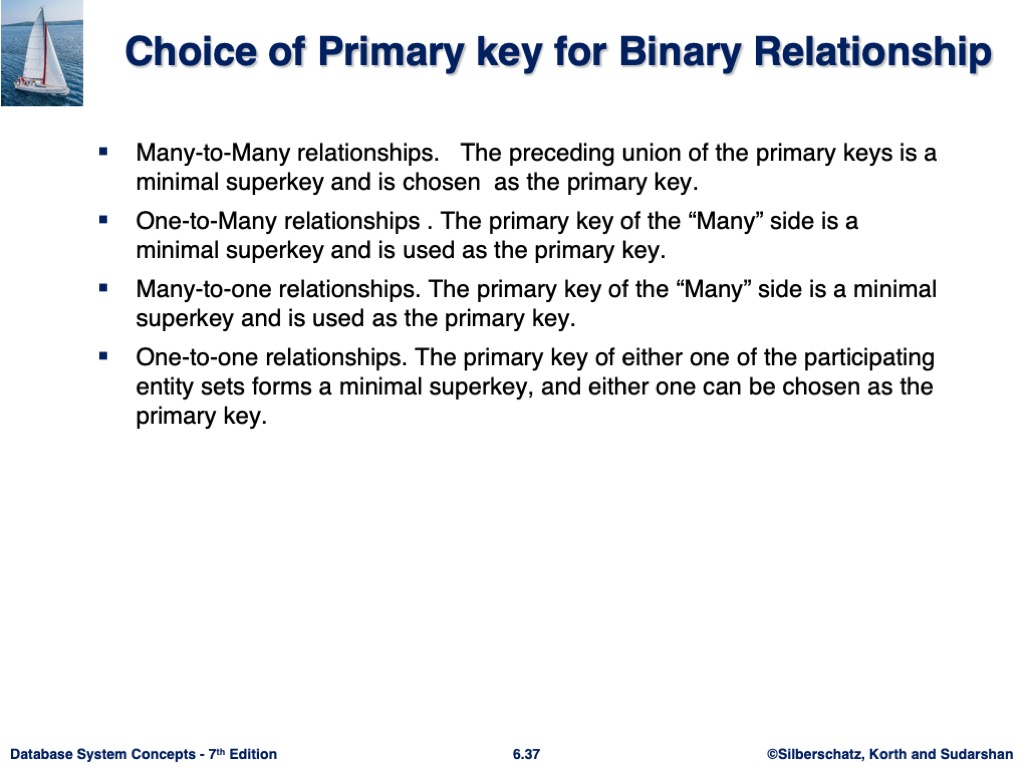 Choice of Primary key for Binary Relationship
▪ Many-to-Many relationships.   The preceding union of the primary keys is a
minimal superkey and is chosen  as the primary key.
▪ One-to-Many relationships . The primary key of the “Many” side is a
minimal superkey and is used as the primary key.
▪ Many-to-one relationships. The primary key of the “Many” side is a minimal
superkey and is used as the primary key.
▪ One-to-one relationships. The primary key of either one of the participating
entity sets forms a minimal superkey, and either one can be chosen as the
primary key.
Database System Concepts - 7th Edition
6.37
©Silberschatz, Korth and Sudarshan